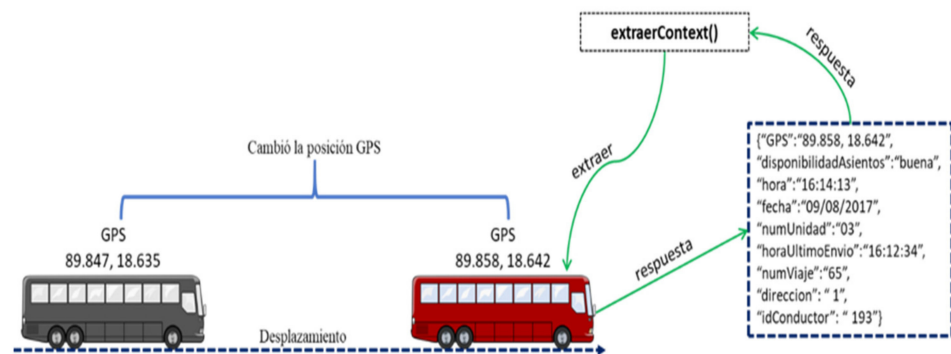 extraerContext()
respuesta
extraer
Cambió la posición GPS
GPS
89.847, 18.635
GPS
89.858, 18.642
respuesta
Desplazamiento
{“GPS”:“89.858, 18.642”,
“disponibilidadAsientos”:“buena”,
“hora”:“16:14:13”,
“fecha”:“09/08/2017”,
“numUnidad”:“03”,
“horaUltimoEnvio”:“16:12:34”,
“numViaje”:“65”,
“direccion”: “ 1”,
“idConductor”: “ 193”}